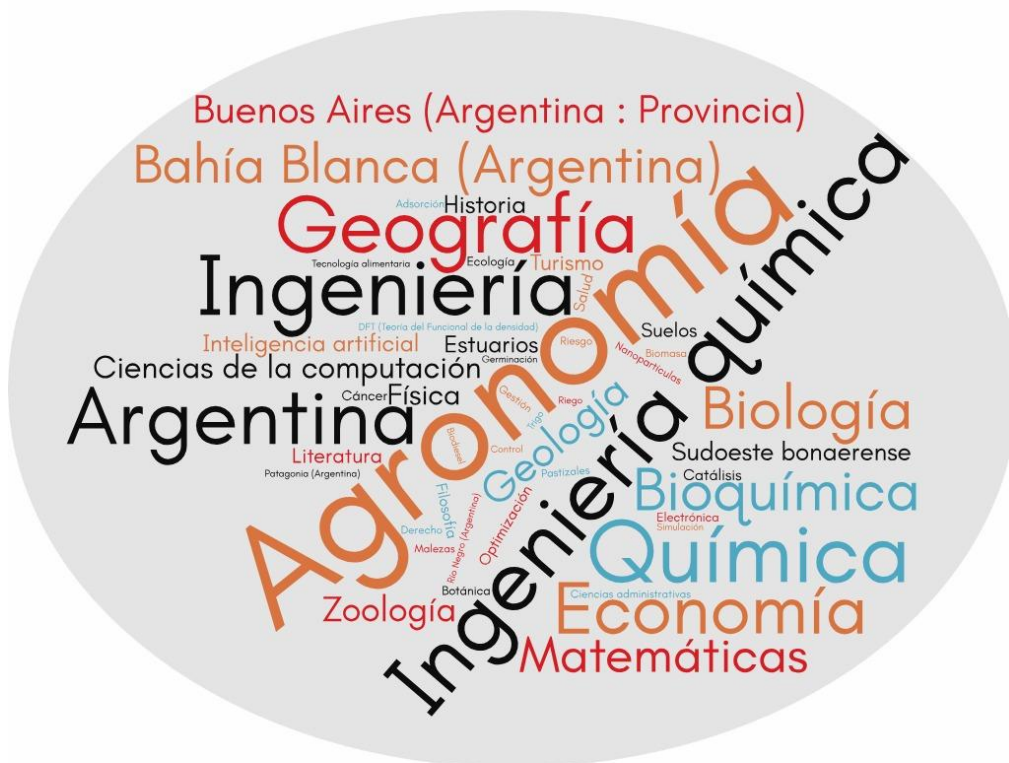 Buenos Aires (Argentina : Provincia)
Bahía Blanca (Argentina)
Adsorción
Historia
Geografía
Agronomía
Ingeniería química
Tecnología alimentaria
Ecología
Turismo
Ingeniería
Salud
DFT (Teoría del Funcional de la densidad)
Inteligencia artificial
Estuarios
Riesgo
Suelos
Nanopartículas
Biomasa
Germinación
Ciencias de la computación
Cáncer
Física
Gestión
Riego
Trigo
Argentina
Geología
Biología
Literatura
Biodiesel
Control
Sudoeste bonaerense
Patagonia (Argentina)
Pastizales
Catálisis
Bioquímica
Filosofía
Optimización
Río Negro (Argentina)
Electrónica
Simulación
Derecho
Malezas
Química
Botánica
Ciencias administrativas
Zoología
Economía
Matemáticas